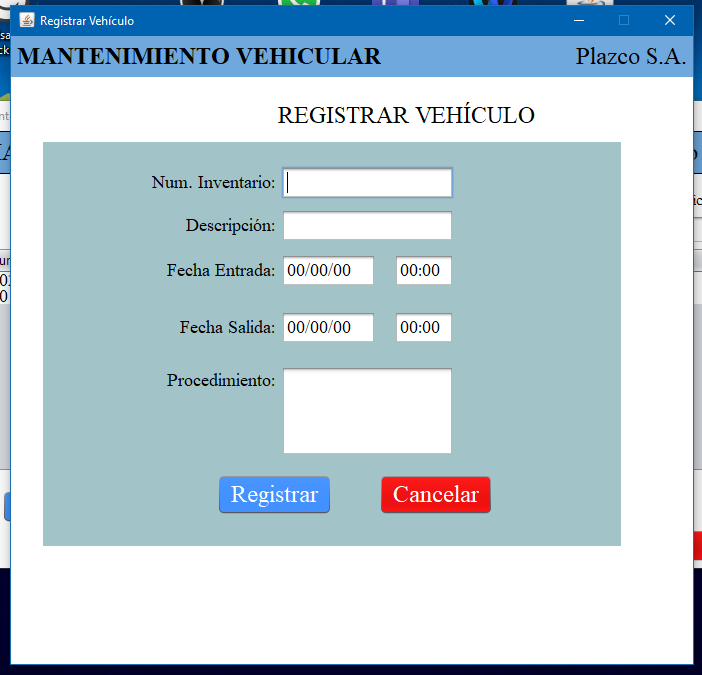 Registrar Vehículo
MANTENIMIENTO VEHICULAR Plazco S.A.
REGISTRAR VEHÍCULO
Num. Inventario:
Descripción:
Fecha Entrada: 00/00/00 00:00
Fecha Salida: 00/00/00 00:00
Procedimiento:
Registrar Cancelar